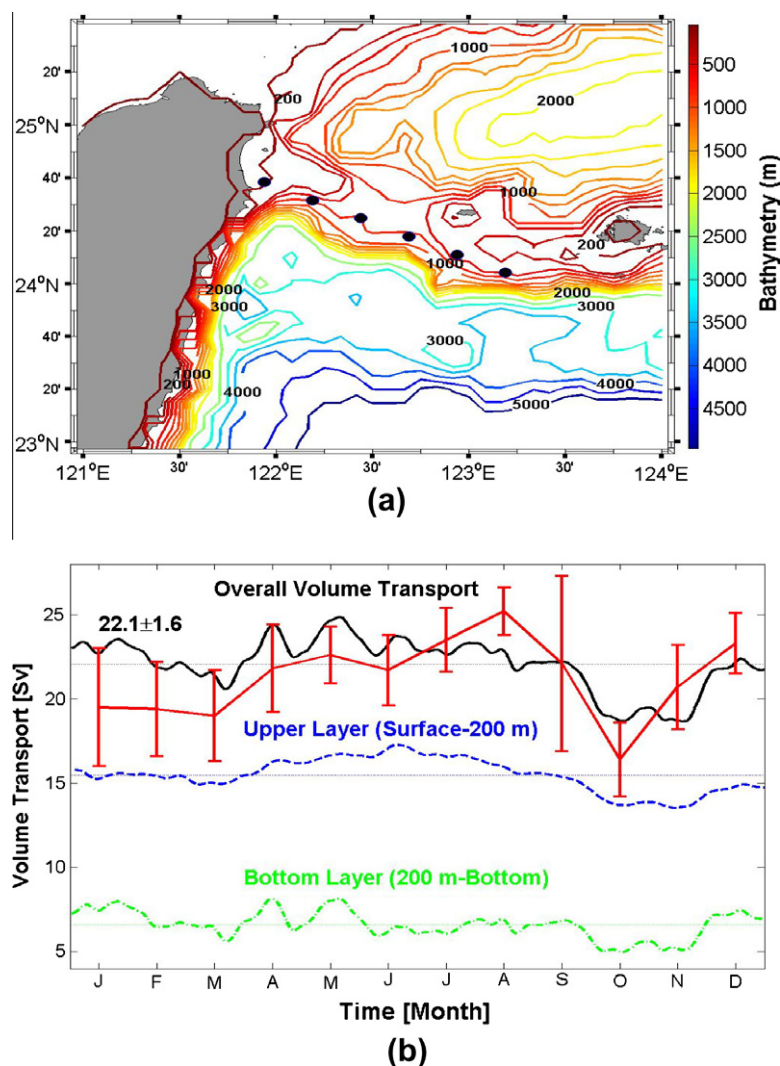 1000
500
20'
200
2000
1000
25°N
1500
40'
1000
2000
20'
200
2500
1000
24°N
2000
2000
3000
3000
3000
40'
3000
3500
1000
200
4000
4000
4000
20'
5000
4500
23°N
121°E
30'
122°E
30'
123°E
30'
124°E
Bathymetry (m)
(a)
Overall Volume Transport
25
22.1±1.6
20
Upper Layer (Surface-200 m)
15
10
Bottom Layer (200 m-Bottom)
5
Volume Transport [Sv]
J F M A M J J A S O N D
Time [Month]
(b)